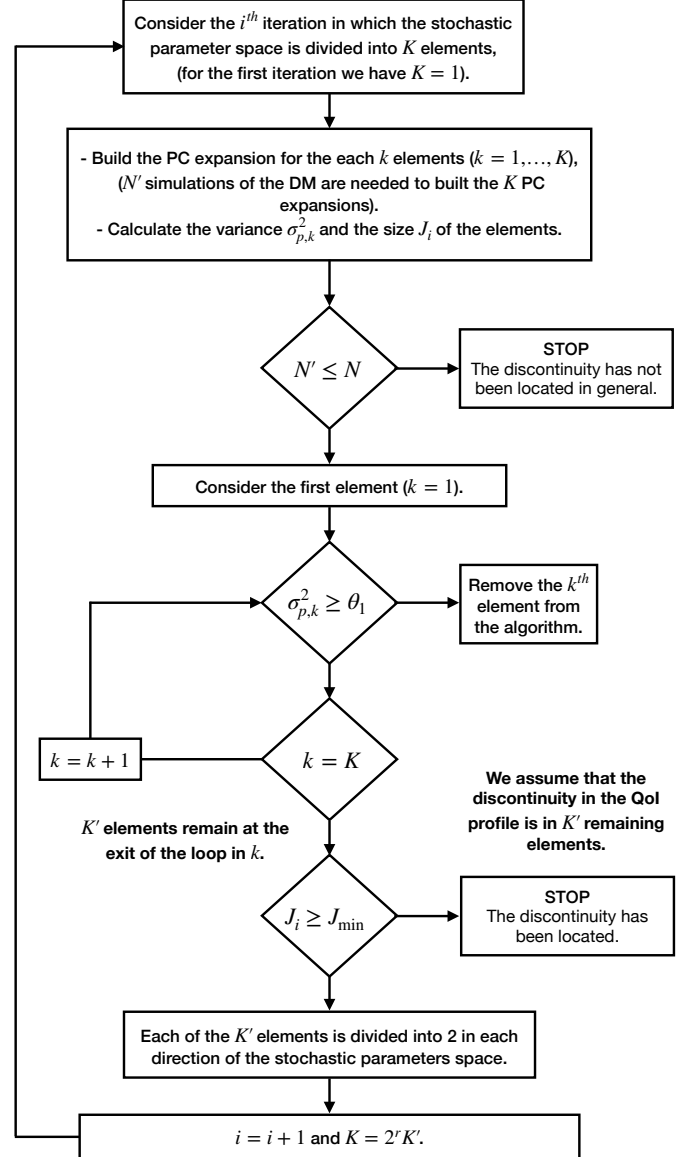 Consider the i^{th} iteration in which the stochastic
parameter space is divided into K elements,
(for the first iteration we have K = 1).
- Build the PC expansion for the each k elements (k = 1,…, K),
(N′ simulations of the DM are needed to built the K PC
expansions).
- Calculate the variance σ²_{p,k} and the size J_i of the elements.
N′ ≤ N
STOP
The discontinuity has not
been located in general.
Consider the first element (k = 1).
σ²_{p,k} ≥ θ_1
Remove the k^{th}
element from
the algorithm.
k = k + 1
k = K
K′ elements remain at the
exit of the loop in k.
We assume that the
discontinuity in the QoI
profile is in K′ remaining
elements.
J_i ≥ J_{min}
STOP
The discontinuity has
been located.
Each of the K′ elements is divided into 2 in each
direction of the stochastic parameters space.
i = i + 1 and K = 2^r K′.